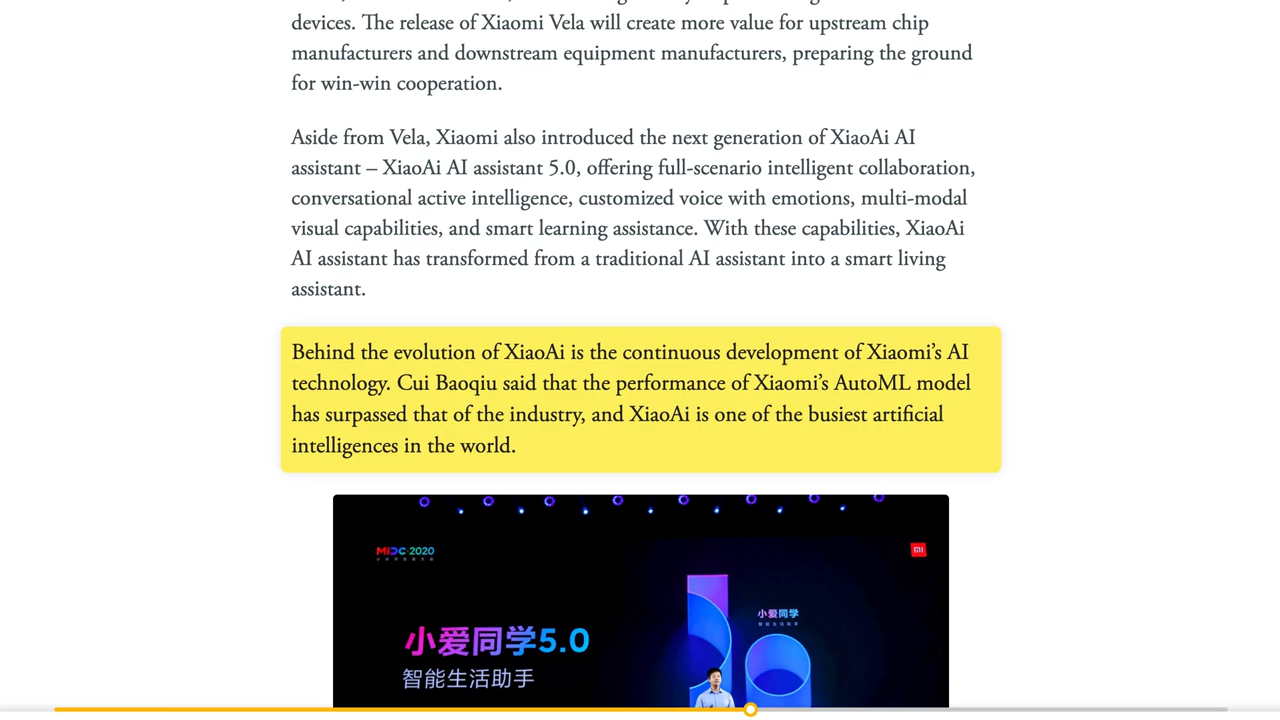 devices. The release of Xiaomi Vela will create more value for upstream chip
manufacturers and downstream equipment manufacturers, preparing the ground
for win-win cooperation.
Aside from Vela, Xiaomi also introduced the next generation of XiaoAi AI
assistant – XiaoAi AI assistant 5.0, offering full-scenario intelligent collaboration,
conversational active intelligence, customized voice with emotions, multi-modal
visual capabilities, and smart learning assistance. With these capabilities, XiaoAi
AI assistant has transformed from a traditional AI assistant into a smart living
assistant.
Behind the evolution of XiaoAi is the continuous development of Xiaomi’s AI
technology. Cui Baoqiu said that the performance of Xiaomi’s AutoML model
has surpassed that of the industry, and XiaoAi is one of the busiest artificial
intelligences in the world.
MIDC·2020
小爱同学
智能生活助手
小爱同学5.0
智能生活助手